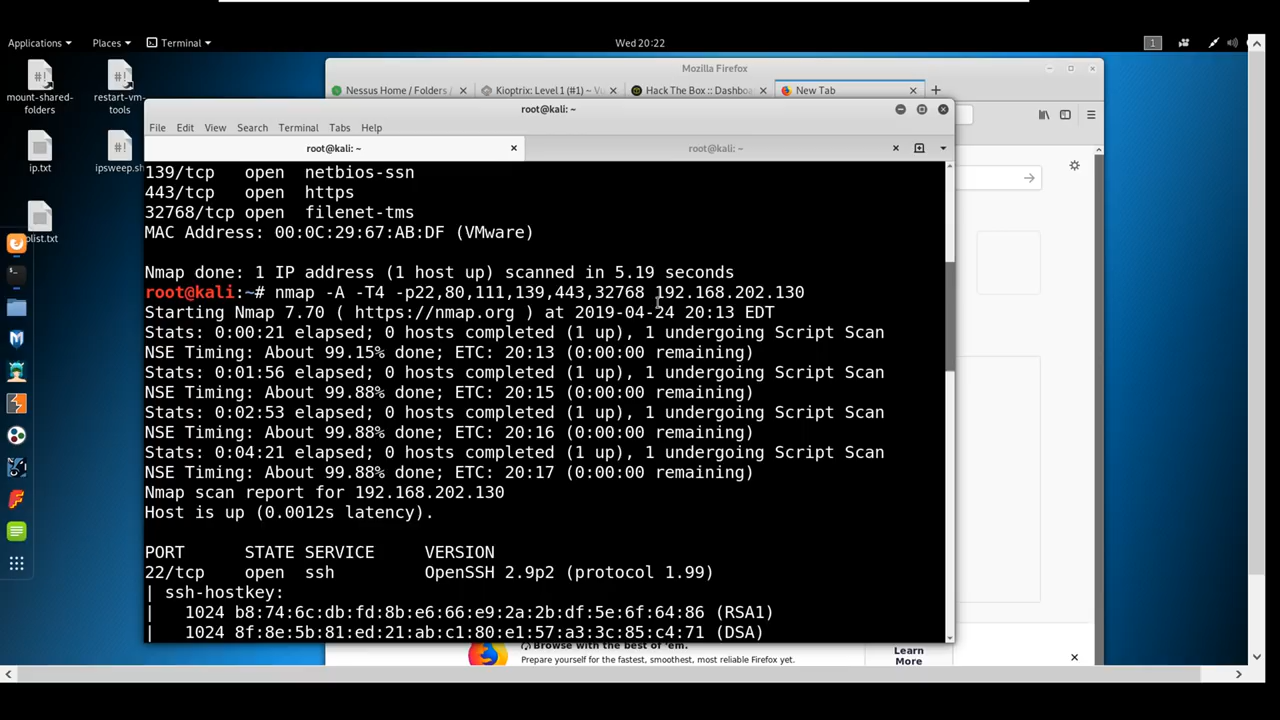 Applications Places Terminal Wed 20:22 1
mount-shared-folders
restart-vm-tools
ip.txt
ipsweep.sh
plist.txt
Mozilla Firefox
Nessus Home / Folders / Kioptrix: Level 1 (#1) ~ Vu Hack The Box :: Dashboa New Tab
root@kali: ~
File Edit View Search Terminal Tabs Help
root@kali: ~ root@kali: ~
139/tcp open netbios-ssn
443/tcp open https
32768/tcp open filenet-tms
MAC Address: 00:0C:29:67:AB:DF (VMware)
Nmap done: 1 IP address (1 host up) scanned in 5.19 seconds
root@kali:~# nmap -A -T4 -p22,80,111,139,443,32768 192.168.202.130
Starting Nmap 7.70 ( https://nmap.org ) at 2019-04-24 20:13 EDT
Stats: 0:00:21 elapsed; 0 hosts completed (1 up), 1 undergoing Script Scan
NSE Timing: About 99.15% done; ETC: 20:13 (0:00:00 remaining)
Stats: 0:01:56 elapsed; 0 hosts completed (1 up), 1 undergoing Script Scan
NSE Timing: About 99.88% done; ETC: 20:15 (0:00:00 remaining)
Stats: 0:02:53 elapsed; 0 hosts completed (1 up), 1 undergoing Script Scan
NSE Timing: About 99.88% done; ETC: 20:16 (0:00:00 remaining)
Stats: 0:04:21 elapsed; 0 hosts completed (1 up), 1 undergoing Script Scan
NSE Timing: About 99.88% done; ETC: 20:17 (0:00:00 remaining)
Nmap scan report for 192.168.202.130
Host is up (0.0012s latency).
PORT STATE SERVICE VERSION
22/tcp open ssh OpenSSH 2.9p2 (protocol 1.99)
| ssh-hostkey:
| 1024 b8:74:6c:db:fd:8b:e6:66:e9:2a:2b:df:5e:6f:64:86 (RSA1)
| 1024 8f:8e:5b:81:ed:21:ab:c1:80:e1:57:a3:3c:85:c4:71 (DSA)
Browse with the best of 'em.
Prepare yourself for the fastest, smoothest, most reliable Firefox yet.
Learn
More